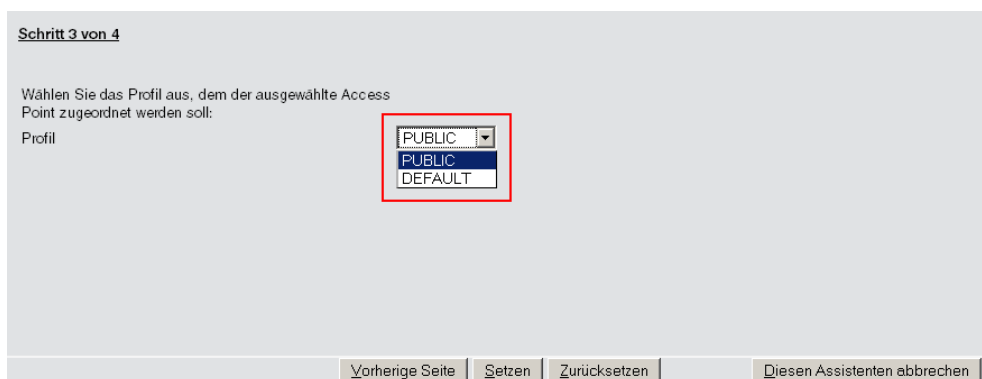 Schritt 3 von 4
Wählen Sie das Profil aus, dem der ausgewählte Access
Point zugeordnet werden soll:
Profil PUBLIC
PUBLIC
DEFAULT
Vorherige Seite Setzen Zurücksetzen Diesen Assistenten abbrechen